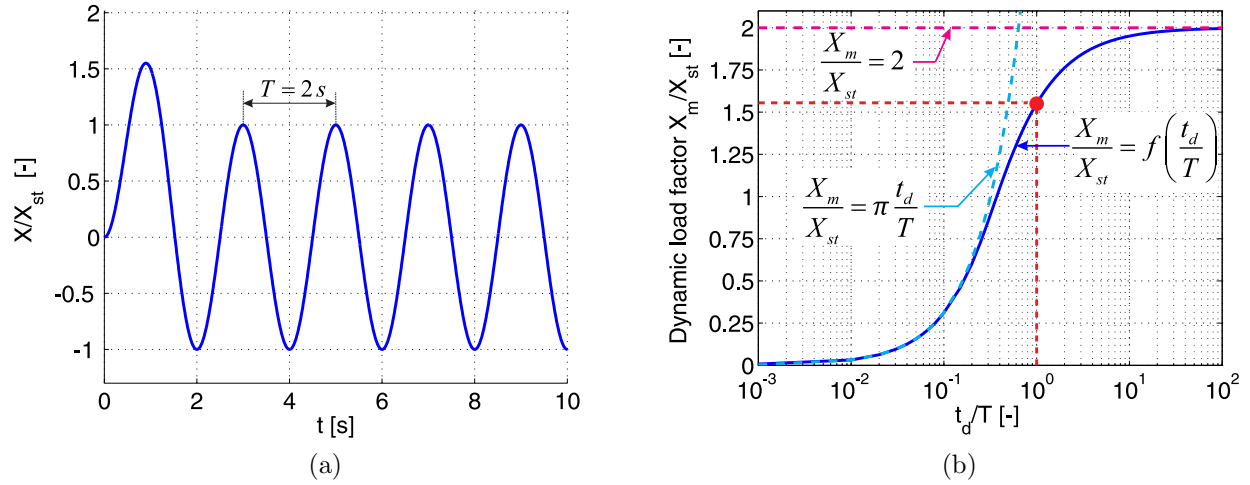 1.5
1
0.5
0
-0.5
-1
0 2 4 6 8 10
X/X_st [-]
t [s]
T = 2 s
(a)
2
1.75
1.5
1.25
1
0.75
0.5
0.25
0
10^-3 10^-2 10^-1 10^0 10^1 10^2
Dynamic load factor X_m/X_st [-]
t_d/T [-]
X_m/X_st = 2
X_m/X_st = π t_d/T
X_m/X_st = f(t_d/T)
(b)